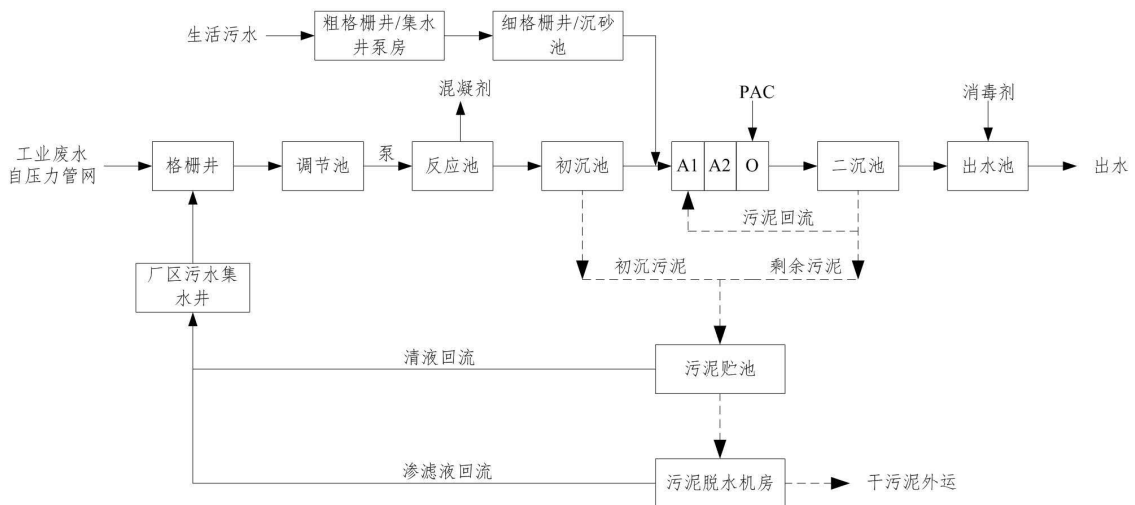 生活污水
粗格栅井/集水
井泵房
细格栅井/沉砂
池
混凝剂
PAC
消毒剂
工业废水
自压力管网
格栅井
调节池
泵
反应池
初沉池
A1
A2
O
二沉池
出水池
出水
污泥回流
厂区污水集
水井
初沉污泥
剩余污泥
清液回流
污泥贮池
渗滤液回流
污泥脱水机房
干污泥外运